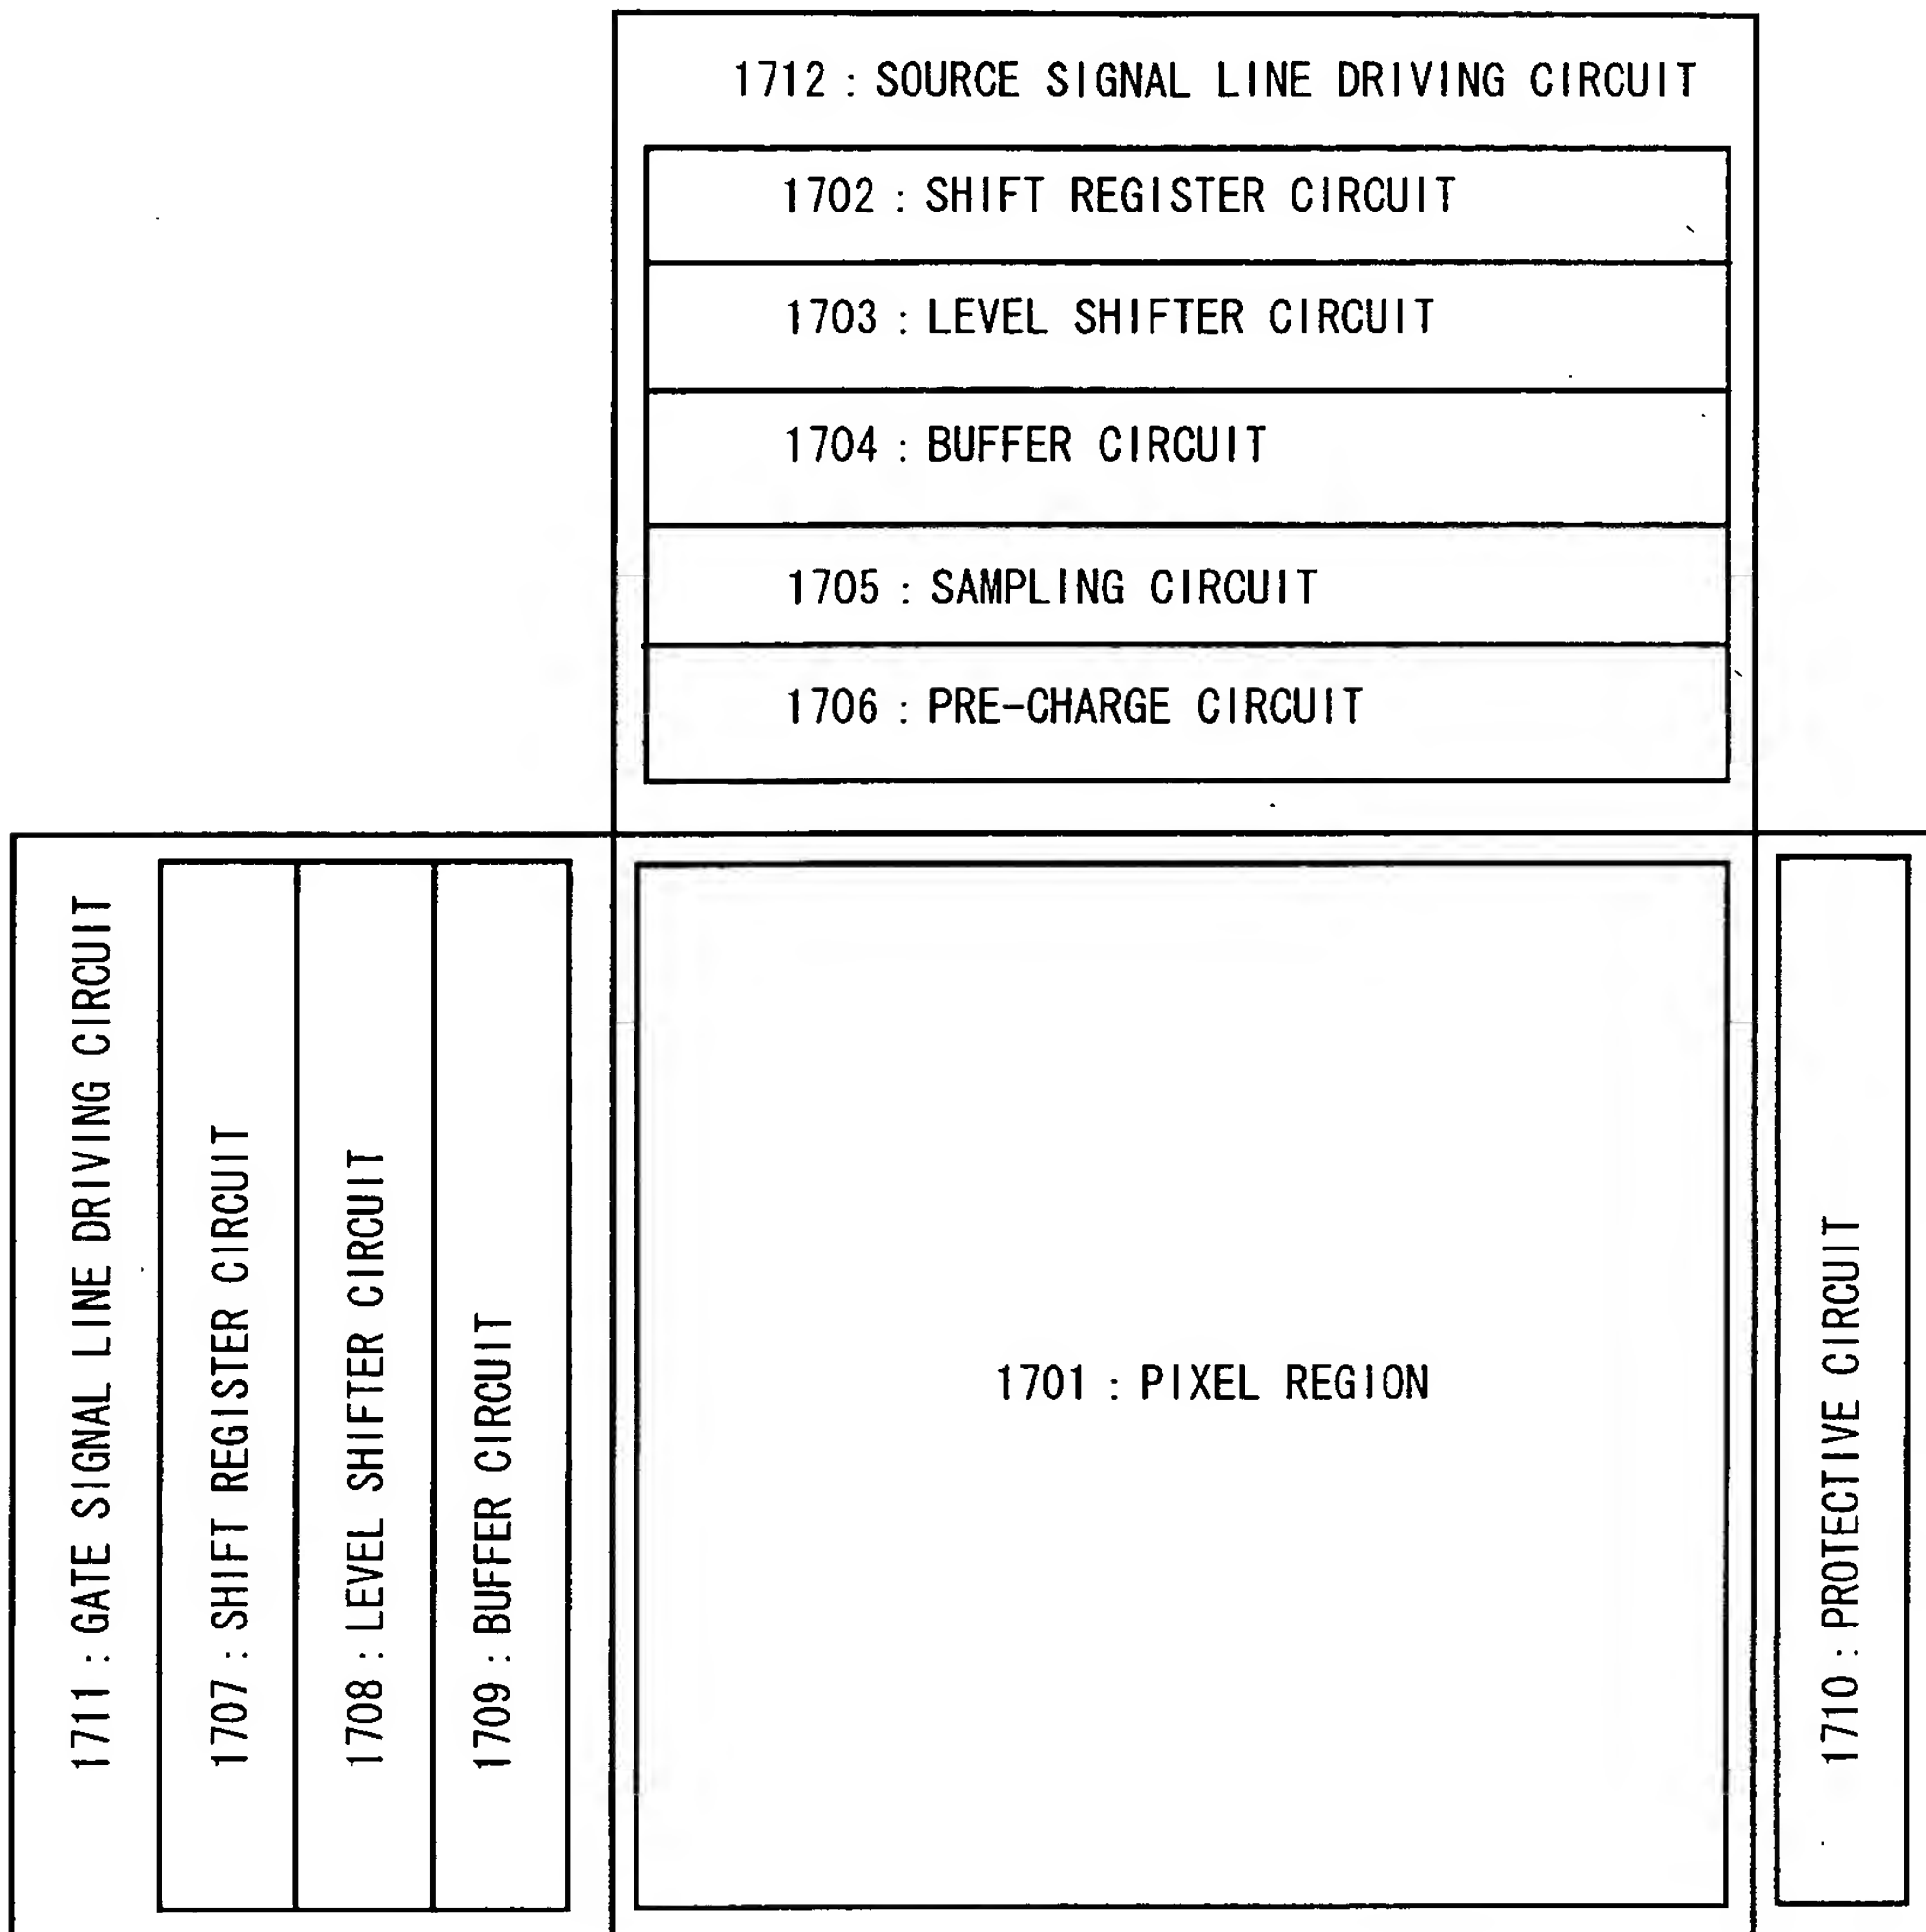 1712 : SOURCE SIGNAL LINE DRIVING CIRCUIT
1702 : SHIFT REGISTER CIRCUIT
1703 : LEVEL SHIFTER CIRCUIT
1704 : BUFFER CIRCUIT
1705 : SAMPLING CIRCUIT
1706 : PRE-CHARGE CIRCUIT
1711 : GATE SIGNAL LINE DRIVING CIRCUIT
1707 : SHIFT REGISTER CIRCUIT
1708 : LEVEL SHIFTER CIRCUIT
1709 : BUFFER CIRCUIT
1701 : PIXEL REGION
1710 : PROTECTIVE CIRCUIT